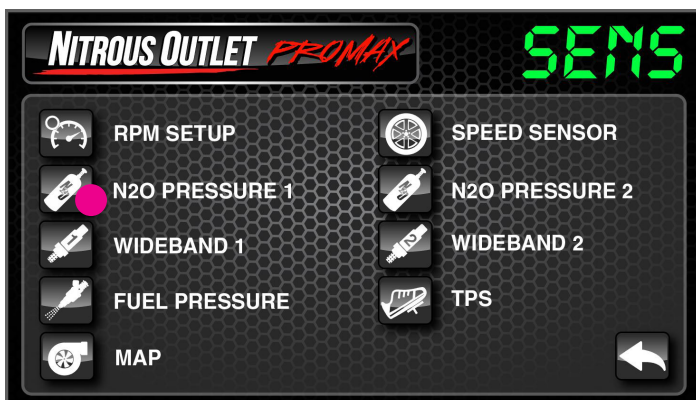 NITROUS OUTLET PROMAX
SENS
RPM SETUP
SPEED SENSOR
N2O PRESSURE 1
N2O PRESSURE 2
WIDEBAND 1
WIDEBAND 2
FUEL PRESSURE
TPS
MAP